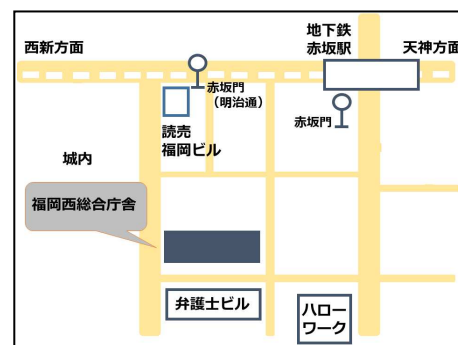 地下鉄
赤坂駅
西新方面
天神方面
赤坂門
（明治通）
赤坂門
読売
福岡ビル
城内
福岡西総合庁舎
弁護士ビル
ハロー
ワーク